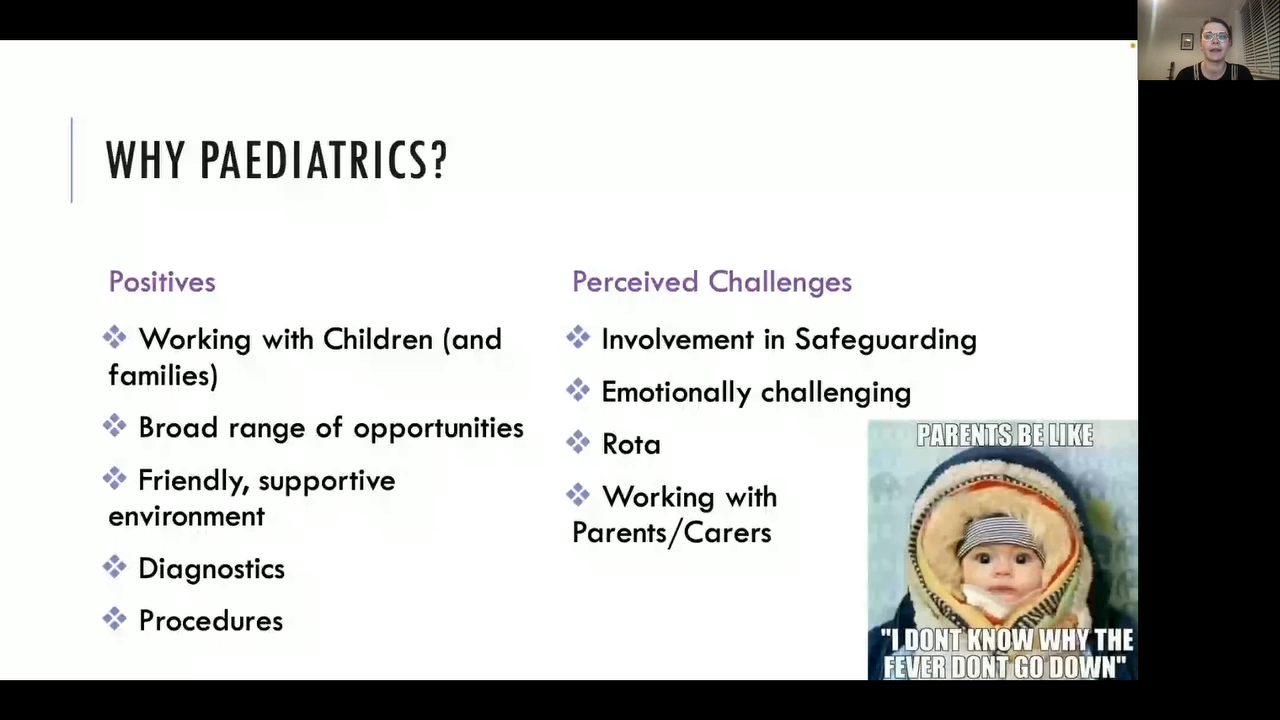 WHY PAEDIATRICS?
Positives
Working with Children (and
families)
Broad range of opportunities
Friendly, supportive
environment
Diagnostics
Procedures
Perceived Challenges
Involvement in Safeguarding
Emotionally challenging
Rota
Working with
Parents/Carers
PARENTS BE LIKE
"I DONT KNOW WHY THE
FEVER DONT GO DOWN"